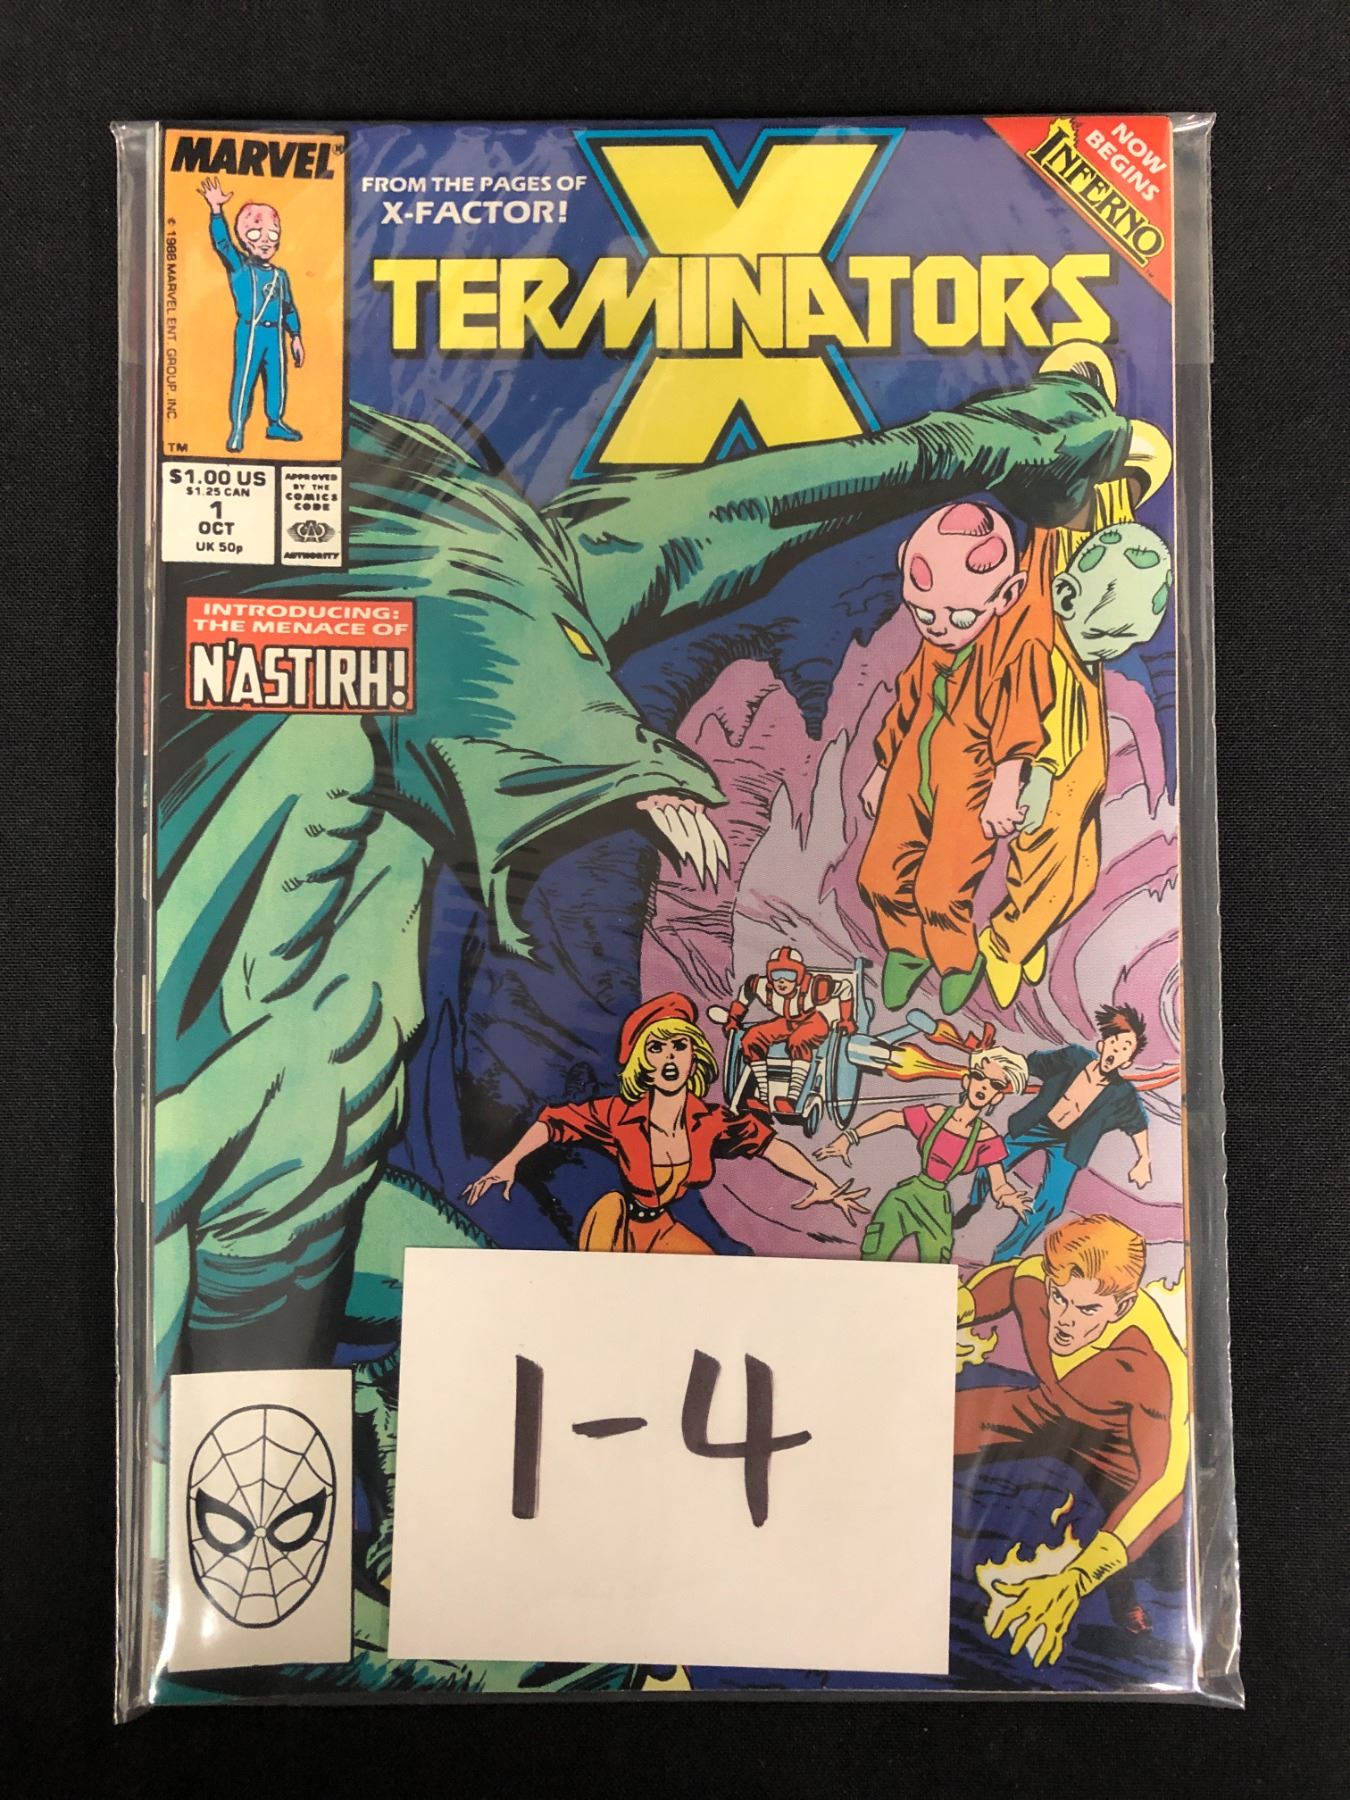 MARVEL®
© 1988 MARVEL ENT. GROUP, INC.
TM
$1.00 US
$1.25 CAN
1
OCT
UK 50p
APPROVED
BY THE
COMICS
CODE
CA
AUTHORITY
FROM THE PAGES OF
X-FACTOR!
X
TERMINATORS
NOW
BEGINS
INFERNO
TM
INTRODUCING:
THE MENACE OF
N'ASTIRH!
1-4